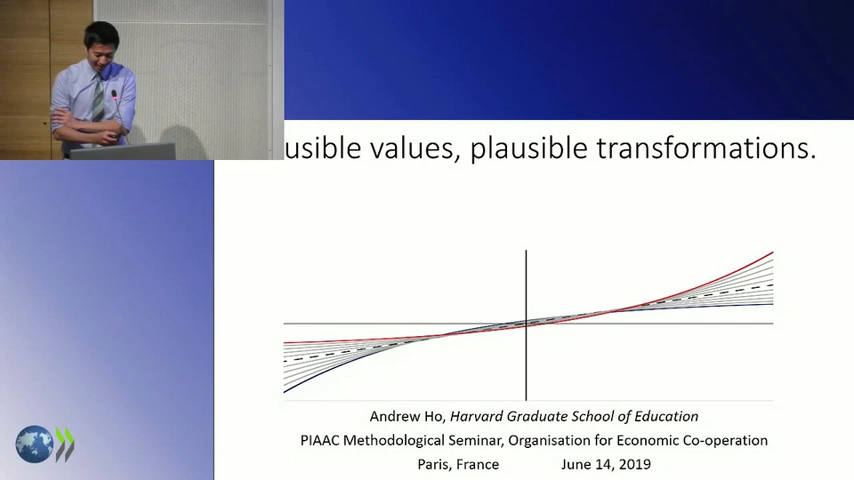 usible values, plausible transformations.
Andrew Ho, Harvard Graduate School of Education
PIAAC Methodological Seminar, Organisation for Economic Co-operation
Paris, France June 14, 2019